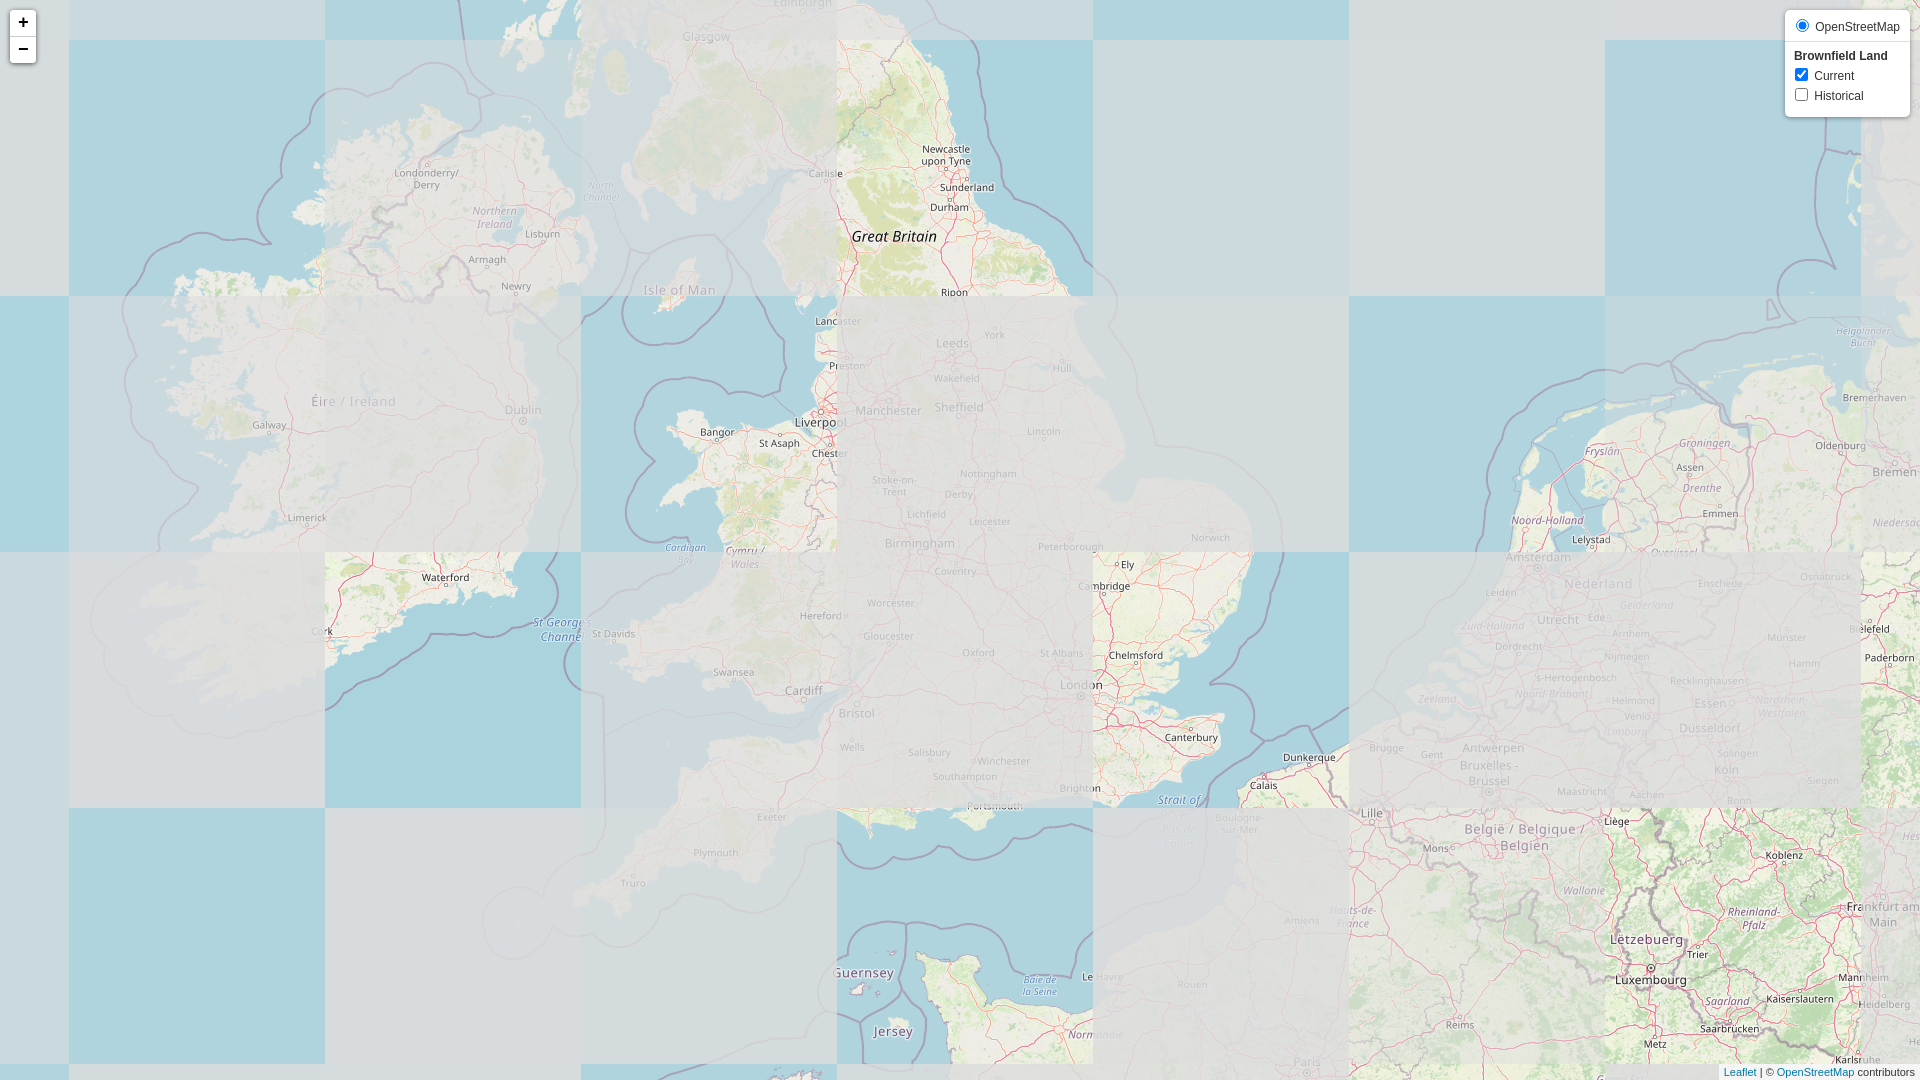 +
−
OpenStreetMap
Brownfield Land
Current
Historical
Edinburgh
Glasgow
Newcastle
upon Tyne
Londonderry/
Derry
Carlisle
Sunderland
North
Channel
Durham
Northern
Ireland
Lisburn
Great Britain
Armagh
Newry
Isle of Man
Ripon
Lancaster
York
Helgoländer
Bucht
Leeds
Preston
Hull
Wakefield
Bremerhaven
Éire / Ireland
Dublin
Manchester
Sheffield
Galway
Liverpool
Bangor
Lincoln
St Asaph
Groningen
Oldenburg
Chester
Fryslân
Assen
Bremen
Nottingham
Stoke-on-
Trent
Drenthe
Derby
Lichfield
Emmen
Limerick
Leicester
Noord-Holland
Niedersac
Birmingham
Norwich
Lelystad
Peterborough
Cardigan
Bay
Cymru /
Wales
Overijssel
Amsterdam
Ely
Coventry
Waterford
Nederland
Enschede
Osnabrück
Cambridge
Leiden
Worcester
Gelderland
Hereford
Utrecht
Ede
St George's
Channel
Zuid-Holland
Cork
St Davids
Gloucester
Arnhem
Münster
Bielefeld
Dordrecht
Oxford
St Albans
Chelmsford
Nijmegen
Paderborn
Hamm
Swansea
's-Hertogenbosch
Recklinghausen
London
Cardiff
Noord-Brabant
Zeeland
Heimond
Essen
Nordrhein-
Westfalen
Bristol
Venlo
Düsseldorf
Limburg
Canterbury
Wells
Brugge
Antwerpen
Salisbury
Gent
Solingen
Dunkerque
Winchester
Bruxelles -
Brussel
Köln
Southampton
Siegen
Calais
Brighton
Maastricht
Aachen
Strait of
Bonn
Portsmouth
Lille
Exeter
Boulogne-
sur-Mer
Liège
België / Belgique /
Belgien
Mons
Plymouth
Koblenz
Truro
Wallonie
Hauts-de-
France
Amiens
Rheinland-
Pfalz
Frankfurt am
Main
Lëtzebuerg
Trier
Guernsey
Le Havre
Baie de
la Seine
Luxembourg
Mannheim
Rouen
Kaiserslautern
Saarland
Heidelberg
Reims
Jersey
Saarbrücken
Metz
Paris
Karlsruhe
Leaflet | © OpenStreetMap contributors